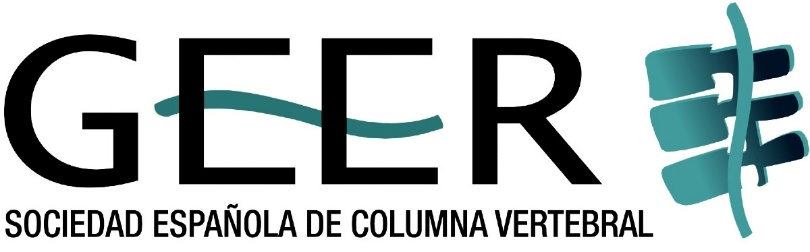 GEER
SOCIEDAD ESPAÑOLA DE COLUMNA VERTEBRAL